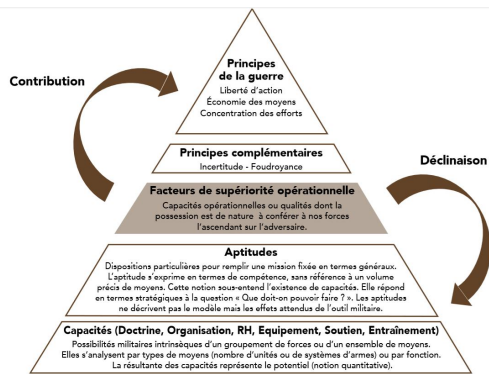 Principes
de la guerre
Liberté d'action
Économie des moyens
Concentration des efforts
Contribution
Principes complémentaires
Incertitude - Foudroyance
Déclinaison
Facteurs de supériorité opérationnelle
Capacités opérationnelles ou qualités dont la
possession est de nature à conférer à nos forces
l'ascendant sur l'adversaire.
Aptitudes
Dispositions particulières pour remplir une mission fixée en termes généraux.
L'aptitude s'exprime en termes de compétence, sans référence à un volume
précis de moyens. Cette notion sous-entend l'existence de capacités. Elle répond
en termes stratégiques à la question « Que doit-on pouvoir faire ? ». Les aptitudes
ne décrivent pas le modèle mais les effets attendus de l'outil militaire.
Capacités (Doctrine, Organisation, RH, Equipement, Soutien, Entraînement)
Possibilités militaires intrinsèques d'un groupement de forces ou d'un ensemble de moyens.
Elles s'analysent par types de moyens (nombre d'unités ou de systèmes d'armes) ou par fonction.
La résultante des capacités représente le potentiel (notion quantitative).